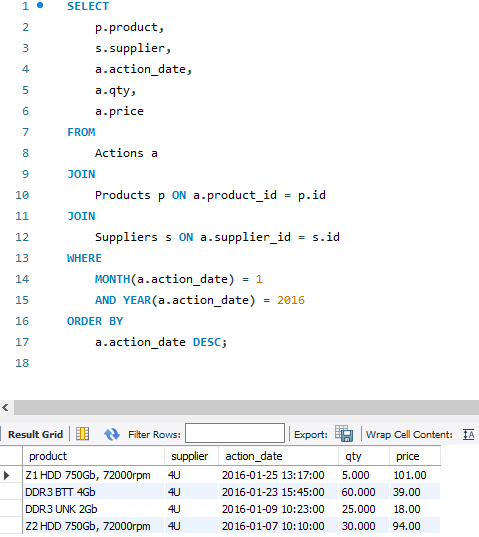 1 SELECT
2 p.product,
3 s.supplier,
4 a.action_date,
5 a.qty,
6 a.price
7 FROM
8 Actions a
9 JOIN
10 Products p ON a.product_id = p.id
11 JOIN
12 Suppliers s ON a.supplier_id = s.id
13 WHERE
14 MONTH(a.action_date) = 1
15 AND YEAR(a.action_date) = 2016
16 ORDER BY
17 a.action_date DESC;
18
Result Grid Filter Rows: Export: Wrap Cell Content: IA
product supplier action_date qty price
Z1 HDD 750Gb, 72000rpm 4U 2016-01-25 13:17:00 5.000 101.00
DDR3 BTT 4Gb 4U 2016-01-23 15:45:00 60.000 39.00
DDR3 UNK 2Gb 4U 2016-01-09 10:23:00 25.000 18.00
Z2 HDD 750Gb, 72000rpm 4U 2016-01-07 10:10:00 30.000 94.00